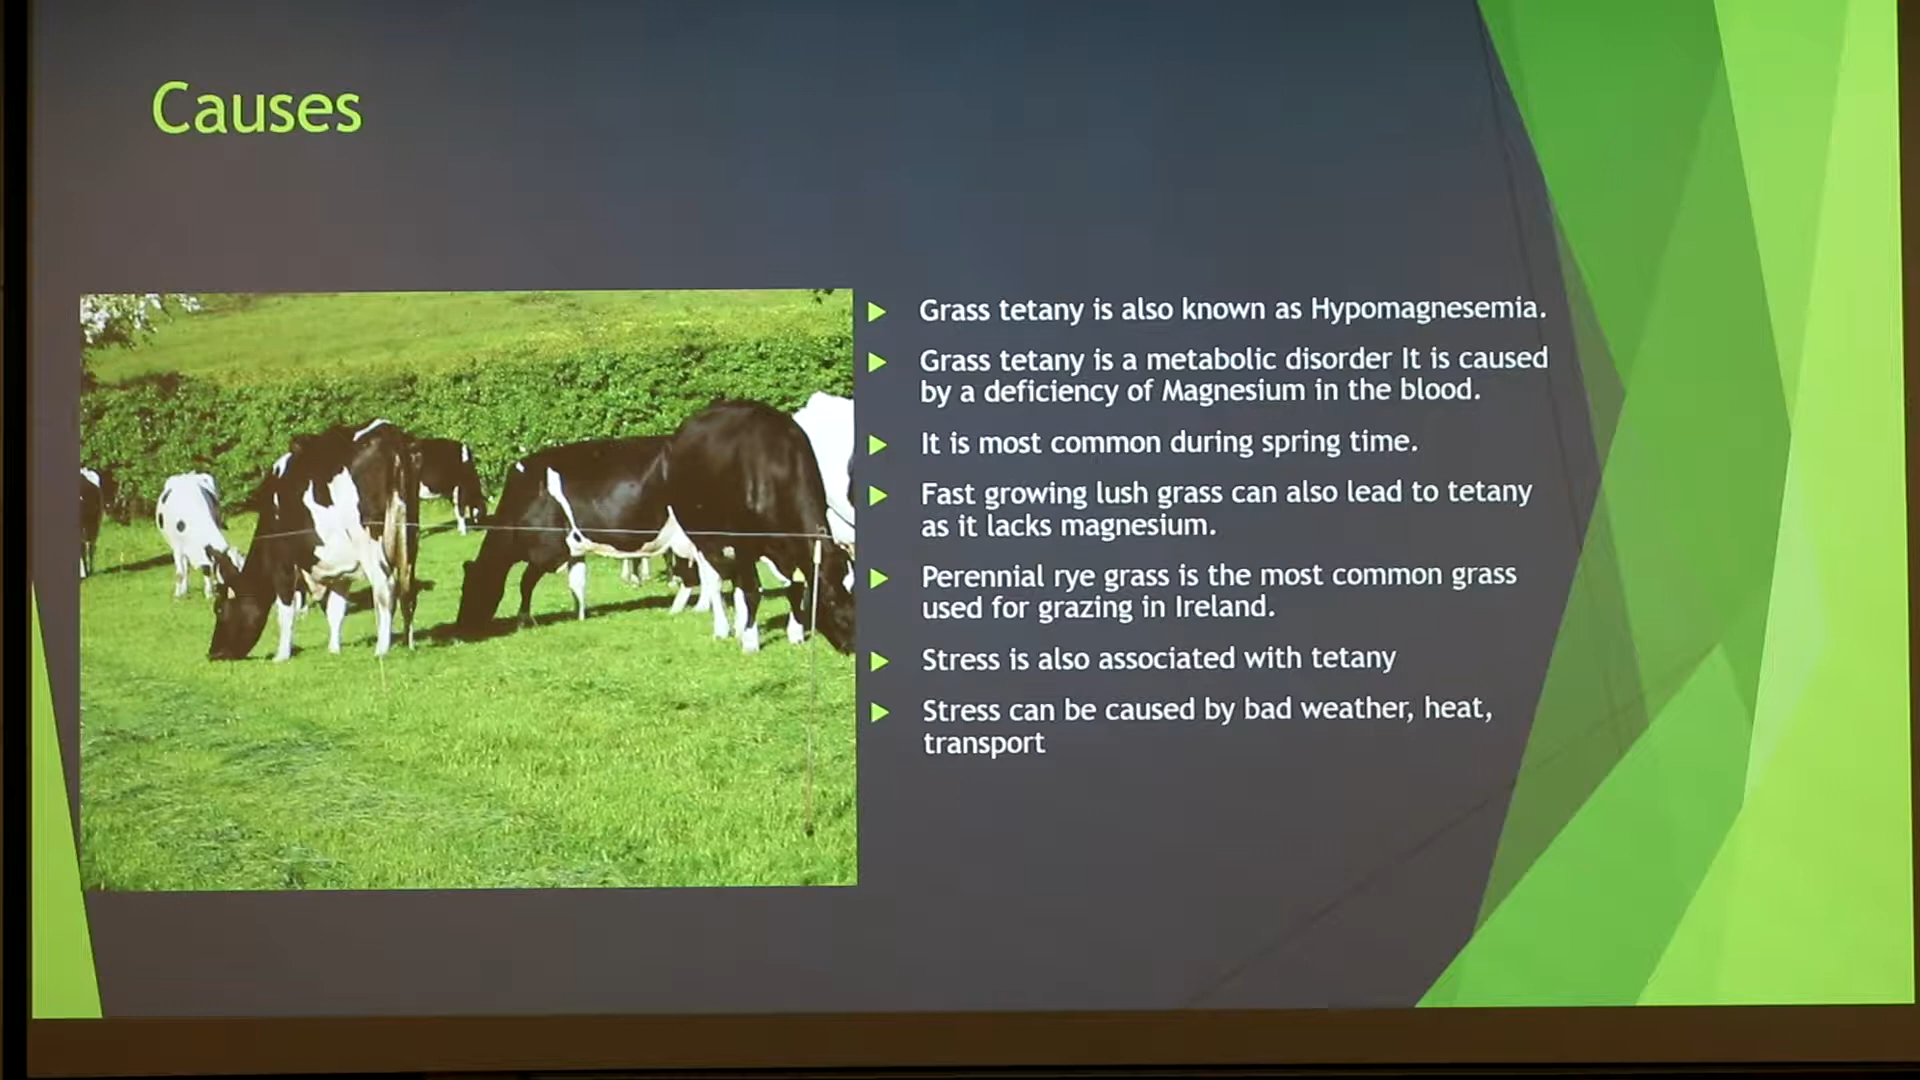 Causes
Grass tetany is also known as Hypomagnesemia.
Grass tetany is a metabolic disorder It is caused
by a deficiency of Magnesium in the blood.
It is most common during spring time.
Fast growing lush grass can also lead to tetany
as it lacks magnesium.
Perennial rye grass is the most common grass
used for grazing in Ireland.
Stress is also associated with tetany
Stress can be caused by bad weather, heat,
transport